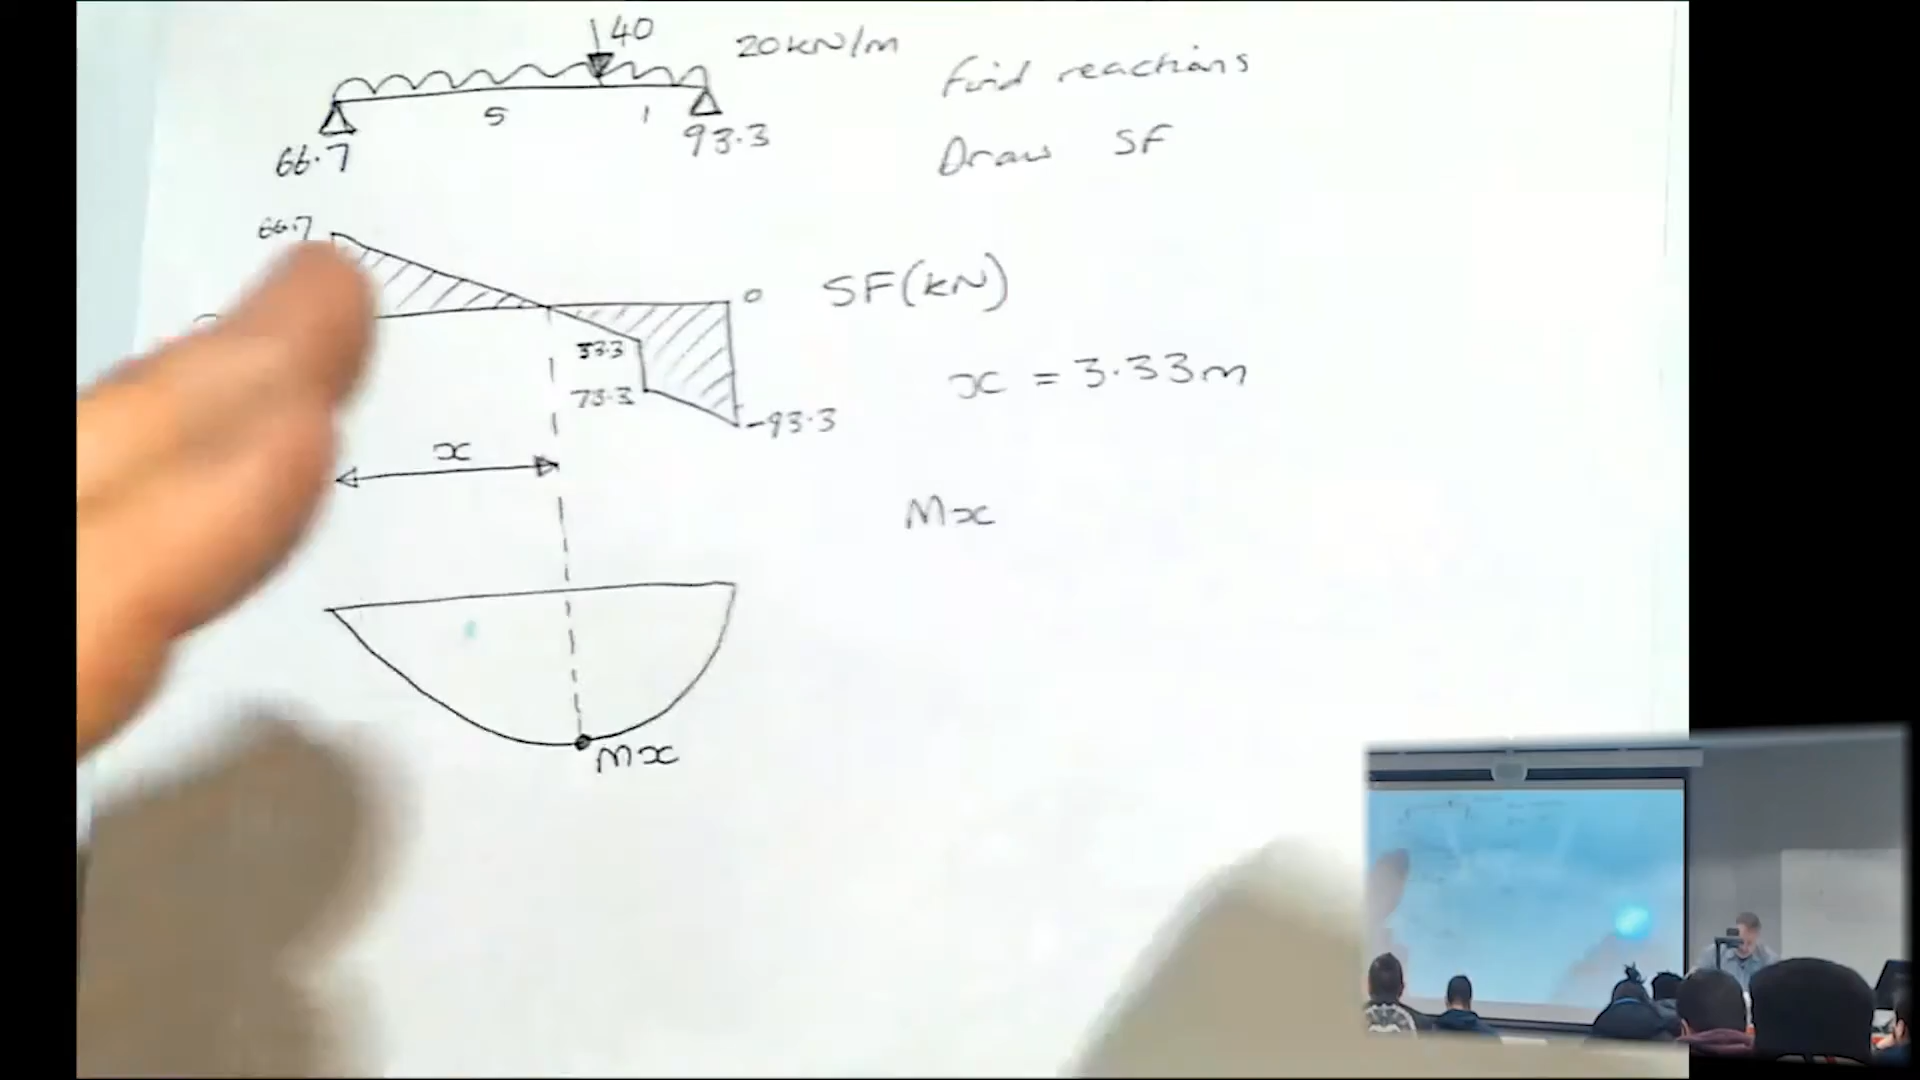 40
20kN/m
Find reactions
5
1
93.3
66.7
Draw SF
66.7
0
SF(kN)
33.3
73.3
-93.3
x = 3.33m
x
Mx
Mx